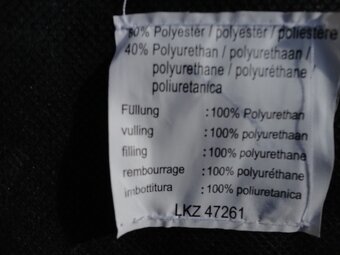 60% Polyester / polyester / poliestere
40% Polyurethan / polyurethaan /
polyurethane / polyuréthane
poliuretanica
Füllung : 100% Polyurethan
vulling : 100% polyurethaan
filling : 100% polyurethane
rembourrage : 100% polyuréthane
imbottitura : 100% poliuretanica
LKZ 47261